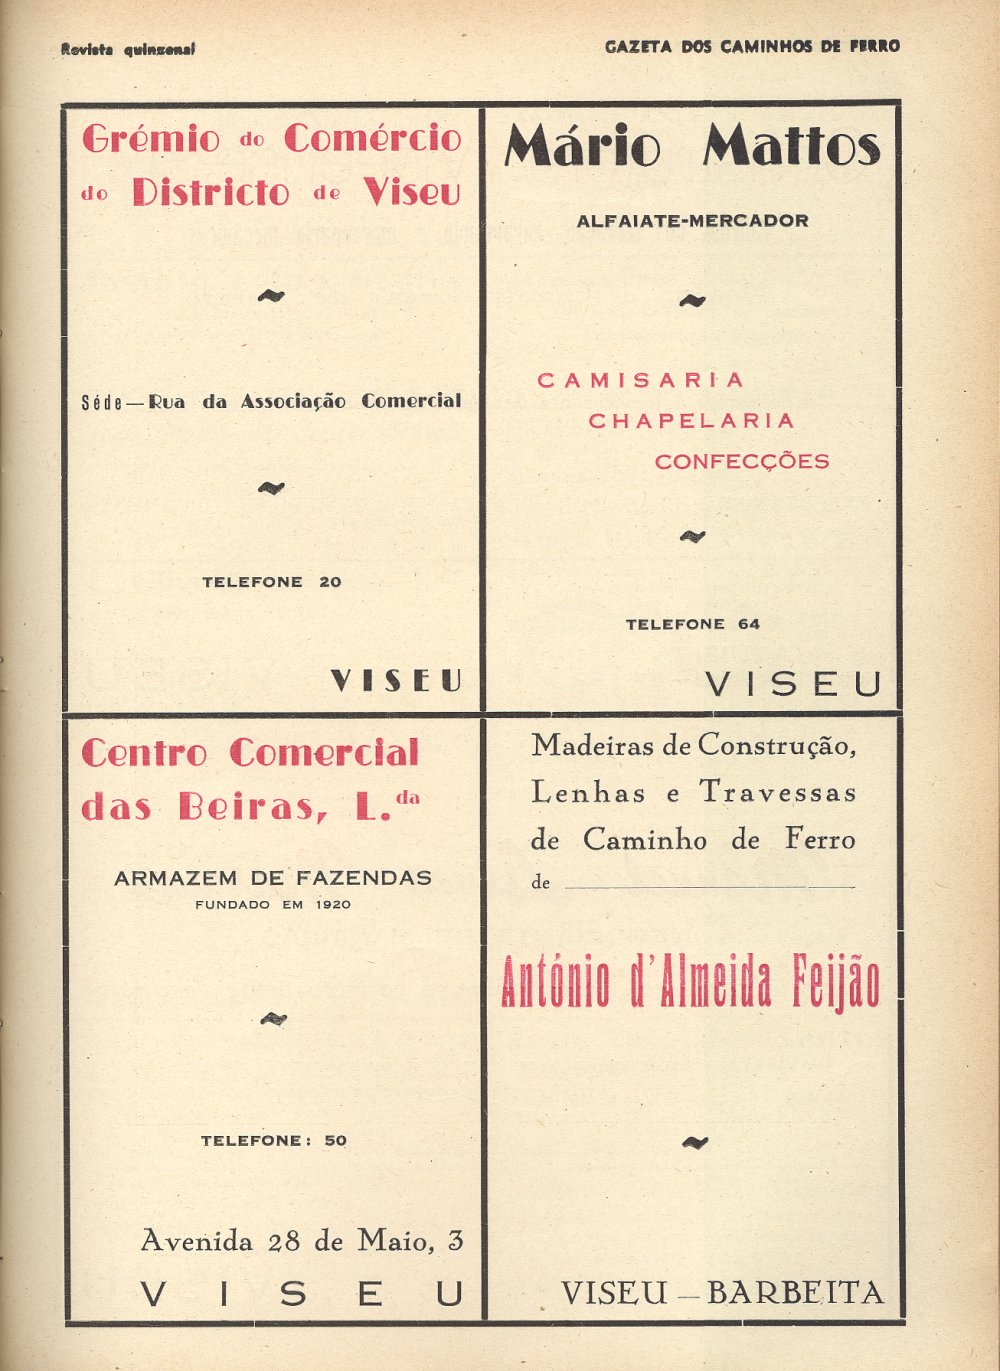 Revista quinzenal
GAZETA DOS CAMINHOS DE FERRO
Grémio do Comércio
do Districto de Viseu
~
Séde — Rua da Associação Comercial
~
TELEFONE 20
VISEU
Mário Mattos
ALFAIATE-MERCADOR
~
CAMISARIA
CHAPELARIA
CONFECÇÕES
~
TELEFONE 64
VISEU
Centro Comercial
das Beiras, L.da
ARMAZEM DE FAZENDAS
FUNDADO EM 1920
~
TELEFONE: 50
Avenida 28 de Maio, 3
VISEU
Madeiras de Construção,
Lenhas e Travessas
de Caminho de Ferro
de
António d'Almeida Feijão
~
VISEU — BARBEITA